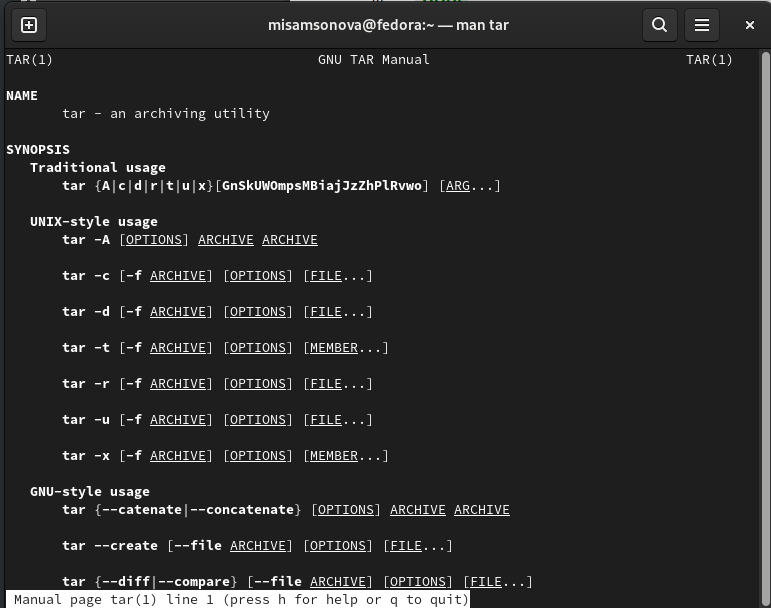 misamsonova@fedora:~ — man tar
TAR(1) GNU TAR Manual TAR(1)
NAME
tar - an archiving utility
SYNOPSIS
Traditional usage
tar {A|c|d|r|t|u|x}[GnSkUWOmpsMBiajJzZhPlRvwo] [ARG...]
UNIX-style usage
tar -A [OPTIONS] ARCHIVE ARCHIVE
tar -c [-f ARCHIVE] [OPTIONS] [FILE...]
tar -d [-f ARCHIVE] [OPTIONS] [FILE...]
tar -t [-f ARCHIVE] [OPTIONS] [MEMBER...]
tar -r [-f ARCHIVE] [OPTIONS] [FILE...]
tar -u [-f ARCHIVE] [OPTIONS] [FILE...]
tar -x [-f ARCHIVE] [OPTIONS] [MEMBER...]
GNU-style usage
tar {--catenate|--concatenate} [OPTIONS] ARCHIVE ARCHIVE
tar --create [--file ARCHIVE] [OPTIONS] [FILE...]
tar {--diff|--compare} [--file ARCHIVE] [OPTIONS] [FILE...]
Manual page tar(1) line 1 (press h for help or q to quit)